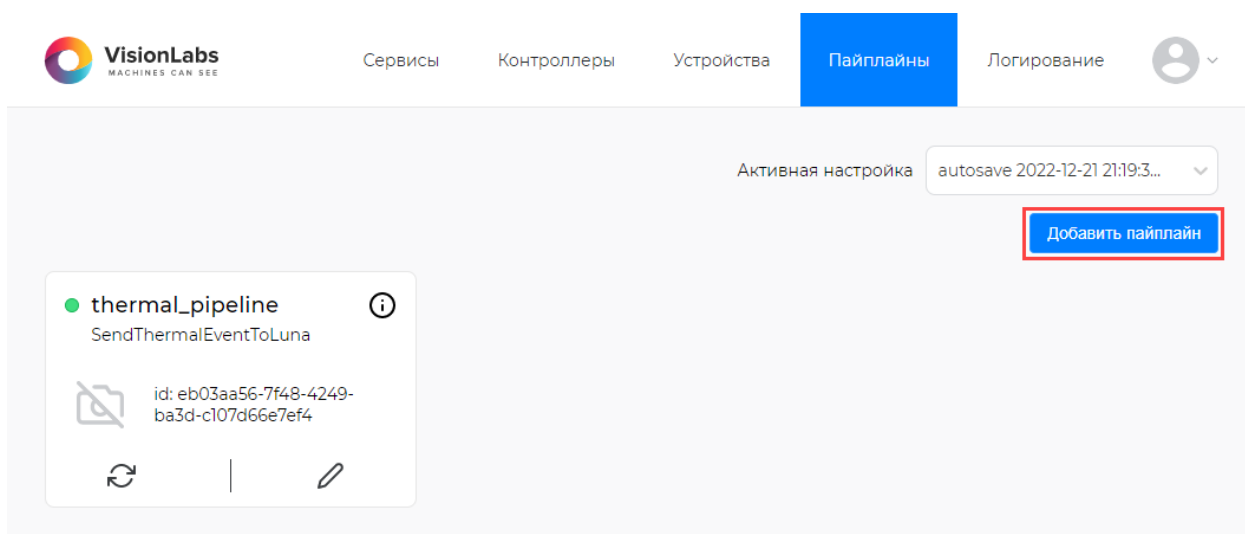 VisionLabs
MACHINES CAN SEE
Сервисы
Контроллеры
Устройства
Пайплайны
Логирование
Активная настройка
autosave 2022-12-21 21:19:3...
Добавить пайплайн
thermal_pipeline
SendThermalEventToLuna
id: eb03aa56-7f48-4249-
ba3d-c107d66e7ef4